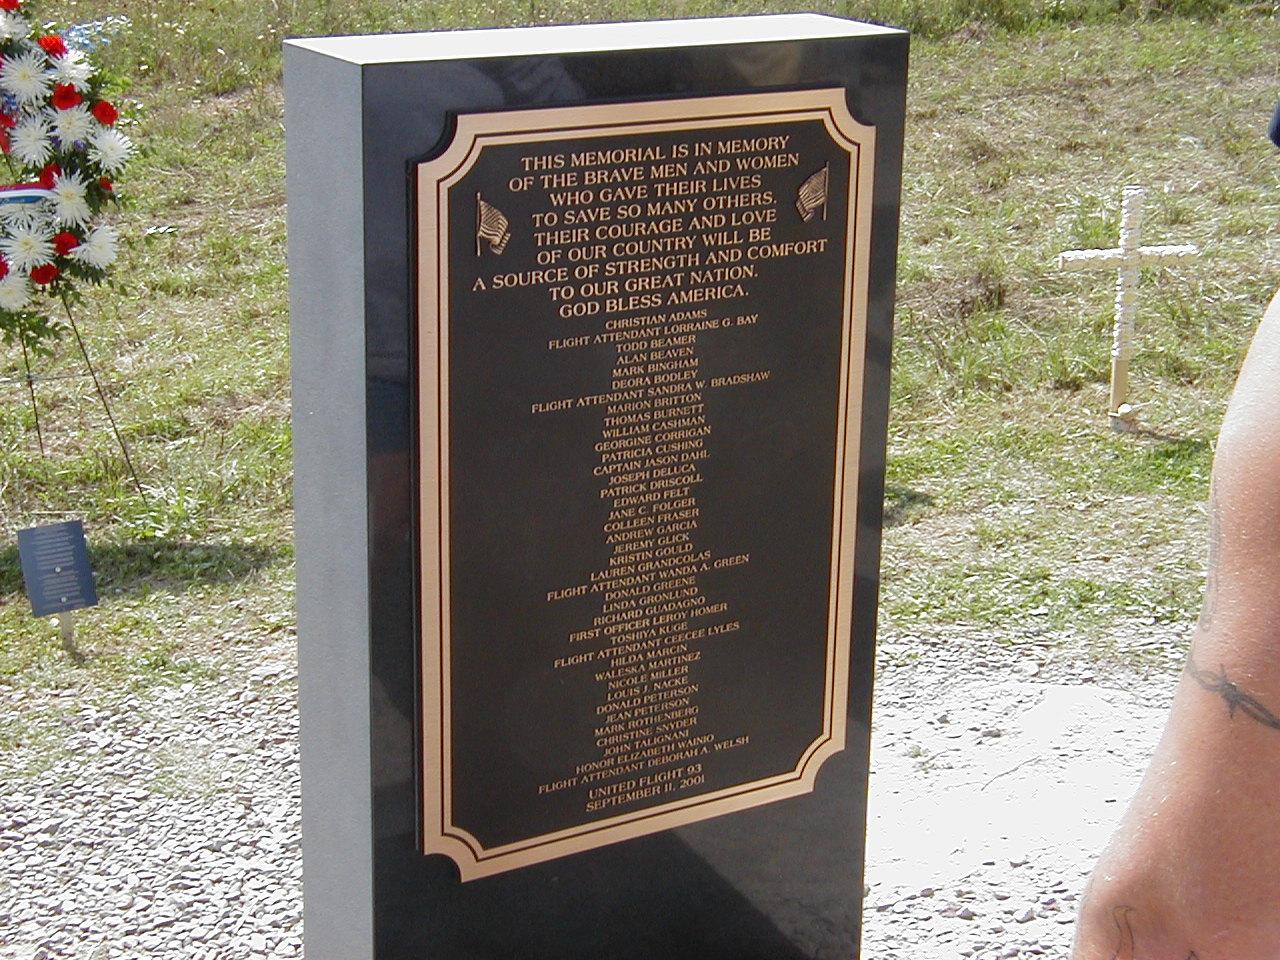 THIS MEMORIAL IS IN MEMORY
OF THE BRAVE MEN AND WOMEN
WHO GAVE THEIR LIVES
TO SAVE SO MANY OTHERS.
THEIR COURAGE AND LOVE
OF OUR COUNTRY WILL BE
A SOURCE OF STRENGTH AND COMFORT
TO OUR GREAT NATION.
GOD BLESS AMERICA.
CHRISTIAN ADAMS
FLIGHT ATTENDANT LORRAINE G. BAY
TODD BEAMER
ALAN BEAVEN
MARK BINGHAM
DEORA BODLEY
FLIGHT ATTENDANT SANDRA W. BRADSHAW
MARION BRITTON
THOMAS BURNETT
WILLIAM CASHMAN
GEORGINE CORRIGAN
PATRICIA CUSHING
CAPTAIN JASON DAHL
JOSEPH DELUCA
PATRICK DRISCOLL
EDWARD FELT
JANE C. FOLGER
COLLEEN FRASER
ANDREW GARCIA
JEREMY GLICK
KRISTIN GOULD
LAUREN GRANDCOLAS
FLIGHT ATTENDANT WANDA A. GREEN
DONALD GREENE
LINDA GRONLUND
RICHARD GUADAGNO
FIRST OFFICER LEROY HOMER
TOSHIYA KUGE
FLIGHT ATTENDANT CEECEE LYLES
HILDA MARCIN
WALESKA MARTINEZ
NICOLE MILLER
LOUIS J. NACKE
DONALD PETERSON
JEAN PETERSON
MARK ROTHENBERG
CHRISTINE SNYDER
JOHN TALIGNANI
HONOR ELIZABETH WAINIO
FLIGHT ATTENDANT DEBORAH A. WELSH
UNITED FLIGHT 93
SEPTEMBER 11, 2001